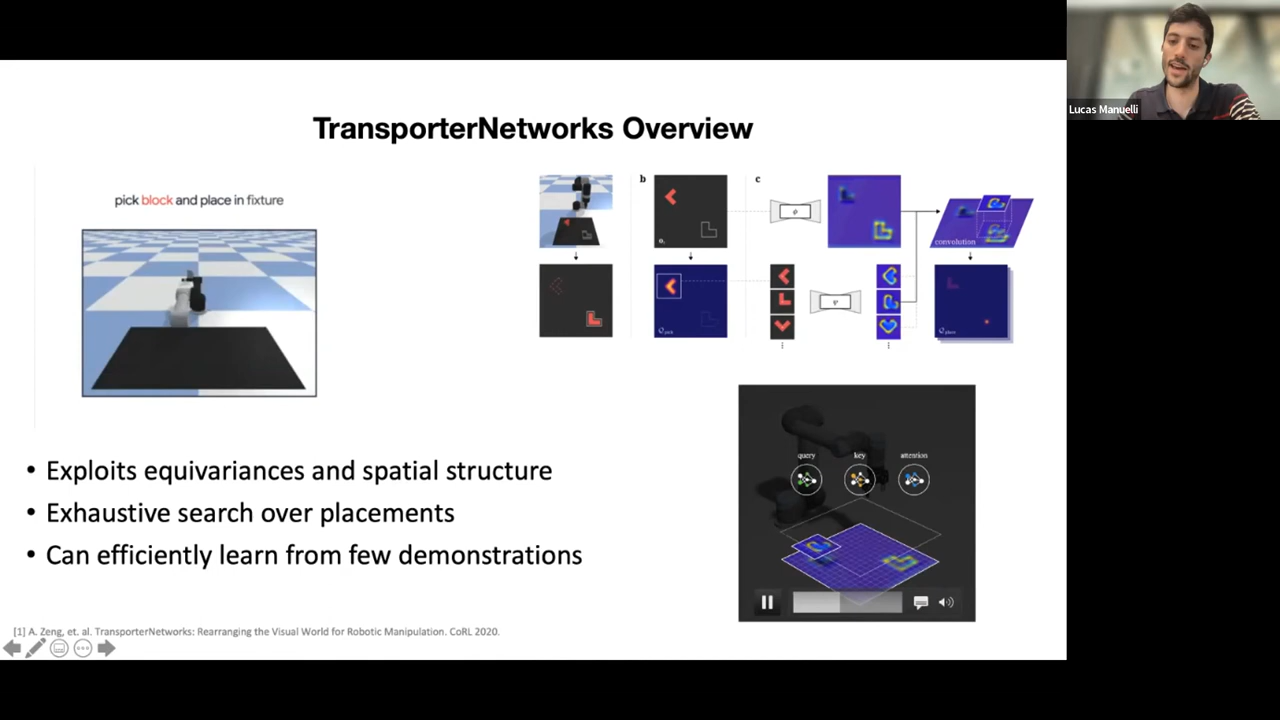 TransporterNetworks Overview
Lucas Manuelli
pick block and place in fixture
b
c
convolution
query
key
attention
• Exploits equivariances and spatial structure
• Exhaustive search over placements
• Can efficiently learn from few demonstrations
[1] A. Zeng, et. al. TransporterNetworks: Rearranging the Visual World for Robotic Manipulation. CoRL 2020.